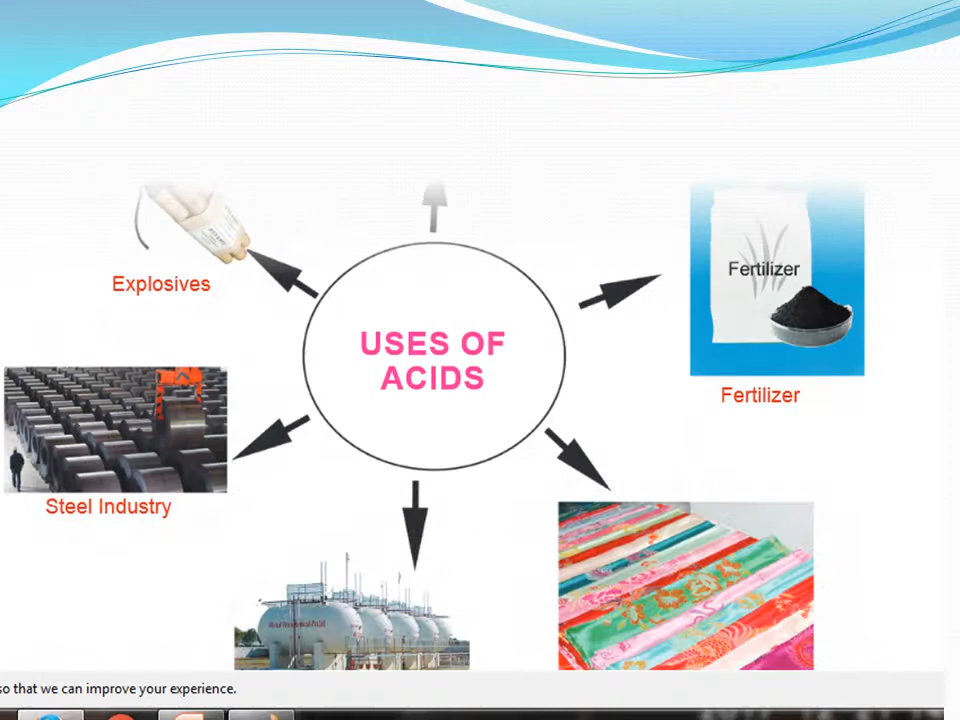 Fertilizer
Explosives
USES OF
ACIDS
Fertilizer
Steel Industry
so that we can improve your experience.